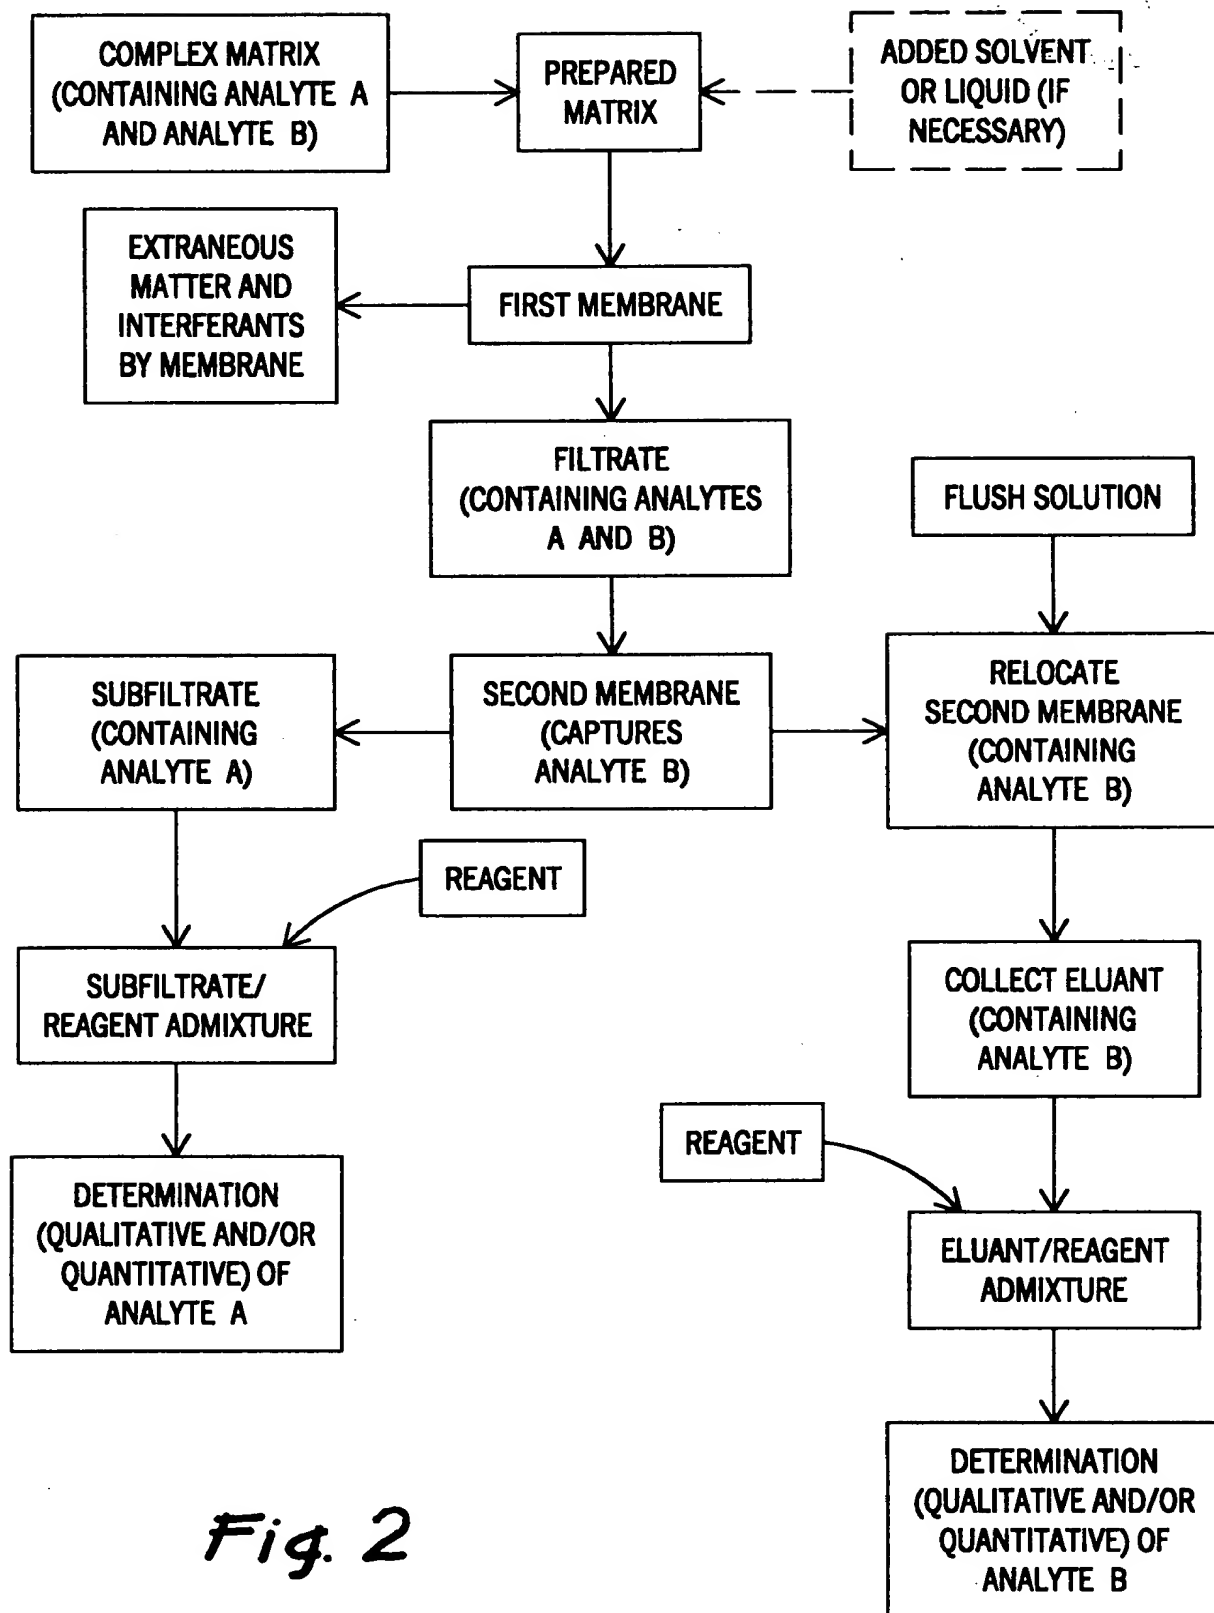 COMPLEX MATRIX
(CONTAINING ANALYTE A
AND ANALYTE B)
PREPARED
MATRIX
ADDED SOLVENT
OR LIQUID (IF
NECESSARY)
EXTRANEOUS
MATTER AND
INTERFERANTS
BY MEMBRANE
FIRST MEMBRANE
FILTRATE
(CONTAINING ANALYTES
A AND B)
FLUSH SOLUTION
SUBFILTRATE
(CONTAINING
ANALYTE A)
SECOND MEMBRANE
(CAPTURES
ANALYTE B)
RELOCATE
SECOND MEMBRANE
(CONTAINING
ANALYTE B)
REAGENT
SUBFILTRATE/
REAGENT ADMIXTURE
COLLECT ELUANT
(CONTAINING
ANALYTE B)
REAGENT
DETERMINATION
(QUALITATIVE AND/OR
QUANTITATIVE) OF
ANALYTE A
ELUANT/REAGENT
ADMIXTURE
DETERMINATION
(QUALITATIVE AND/OR
QUANTITATIVE) OF
ANALYTE B
Fig. 2